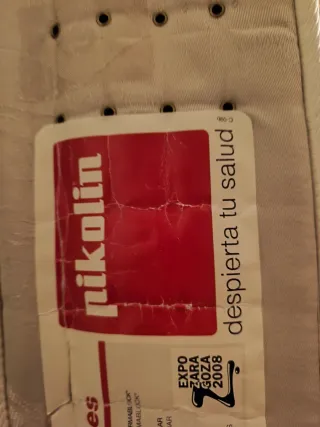 pikolin
despierta tu salud
EXPO
ZARA
GOZA
2008